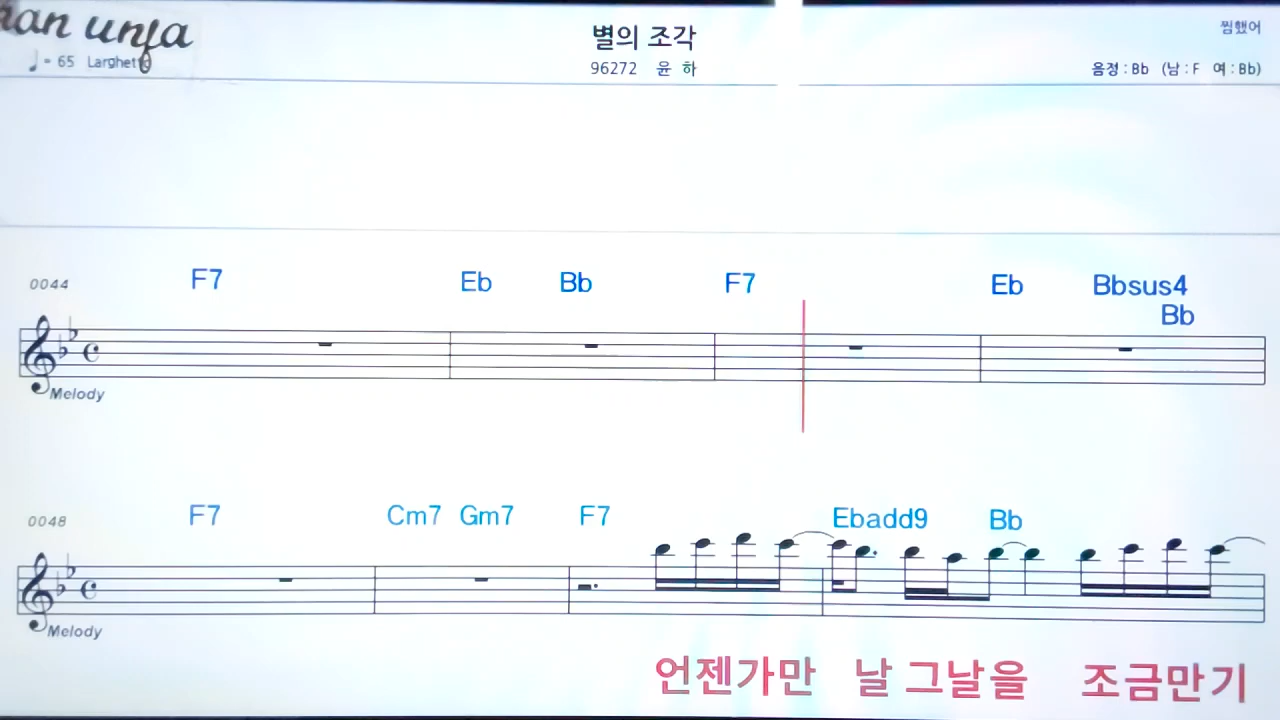 별의 조각
찜했어
♩= 65 Larghetto
96272 윤 하
음정 : Bb (남 : F 여 : Bb)
0044 F7 Eb Bb F7 Eb Bbsus4
Bb
Melody
0048 F7 Cm7 Gm7 F7 Ebadd9 Bb
Melody
언젠가만 날 그날을 조금만기